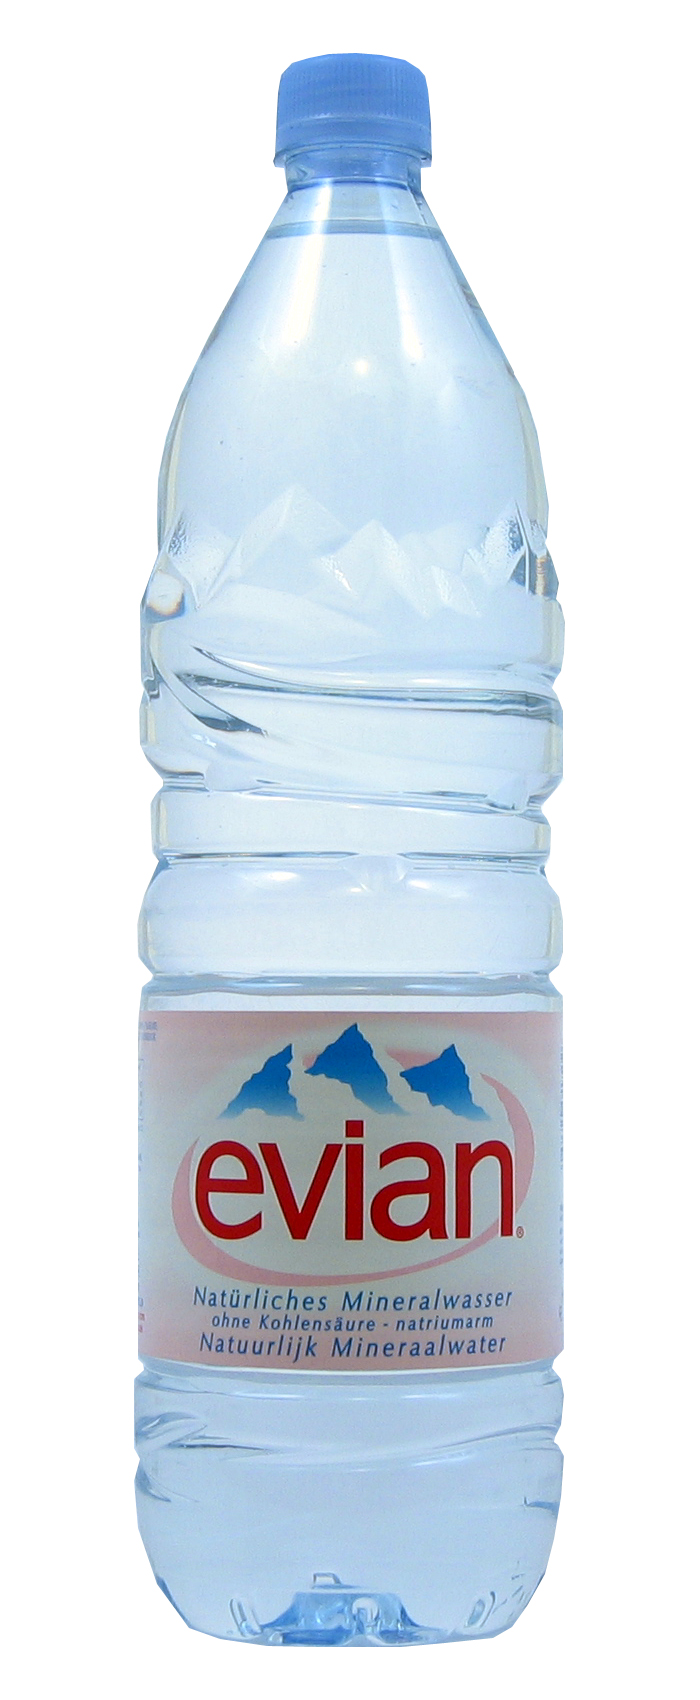 evian®
Natürliches Mineralwasser
ohne Kohlensäure - natriumarm
Natuurlijk Mineraalwater